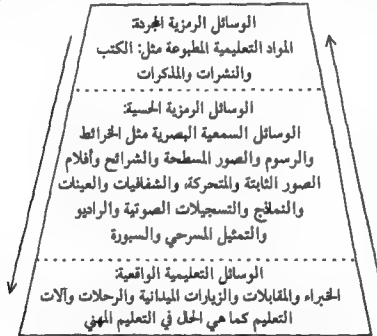 الوسائل الرمزية المجردة:
المواد التعليمية المطبوعة مثل: الكتب
والنشرات والمذكرات
الوسائل الرمزية الحسية:
الوسائل السمعية البصرية مثل الخرائط
والرسوم والصور المسطحة والشرائح وأفلام
الصور الثابتة والمتحركة، والشفافيات والعينات
والنماذج والتسجيلات الصوتية والراديو
والتمثيل المسرحي والسبورة
الوسائل التعليمية الواقعية:
الخبراء والمقابلات والزيارات الميدانية والرحلات وآلات
التعليم كما هي الحال في التعليم المهني